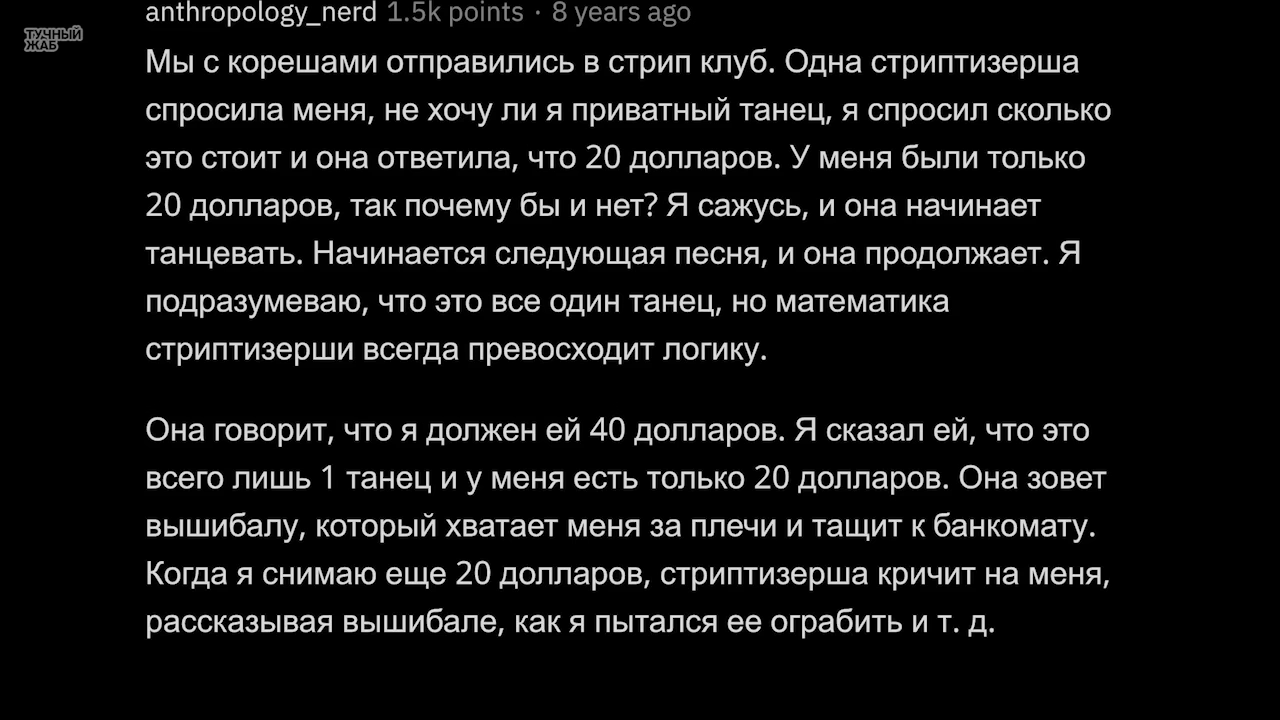 anthropology_nerd 1.5k points · 8 years ago
ТУЧНЫЙ
ЖАБ
Мы с корешами отправились в стрип клуб. Одна стриптизерша
спросила меня, не хочу ли я приватный танец, я спросил сколько
это стоит и она ответила, что 20 долларов. У меня были только
20 долларов, так почему бы и нет? Я сажусь, и она начинает
танцевать. Начинается следующая песня, и она продолжает. Я
подразумеваю, что это все один танец, но математика
стриптизерши всегда превосходит логику.
Она говорит, что я должен ей 40 долларов. Я сказал ей, что это
всего лишь 1 танец и у меня есть только 20 долларов. Она зовет
вышибалу, который хватает меня за плечи и тащит к банкомату.
Когда я снимаю еще 20 долларов, стриптизерша кричит на меня,
рассказывая вышибале, как я пытался ее ограбить и т. д.